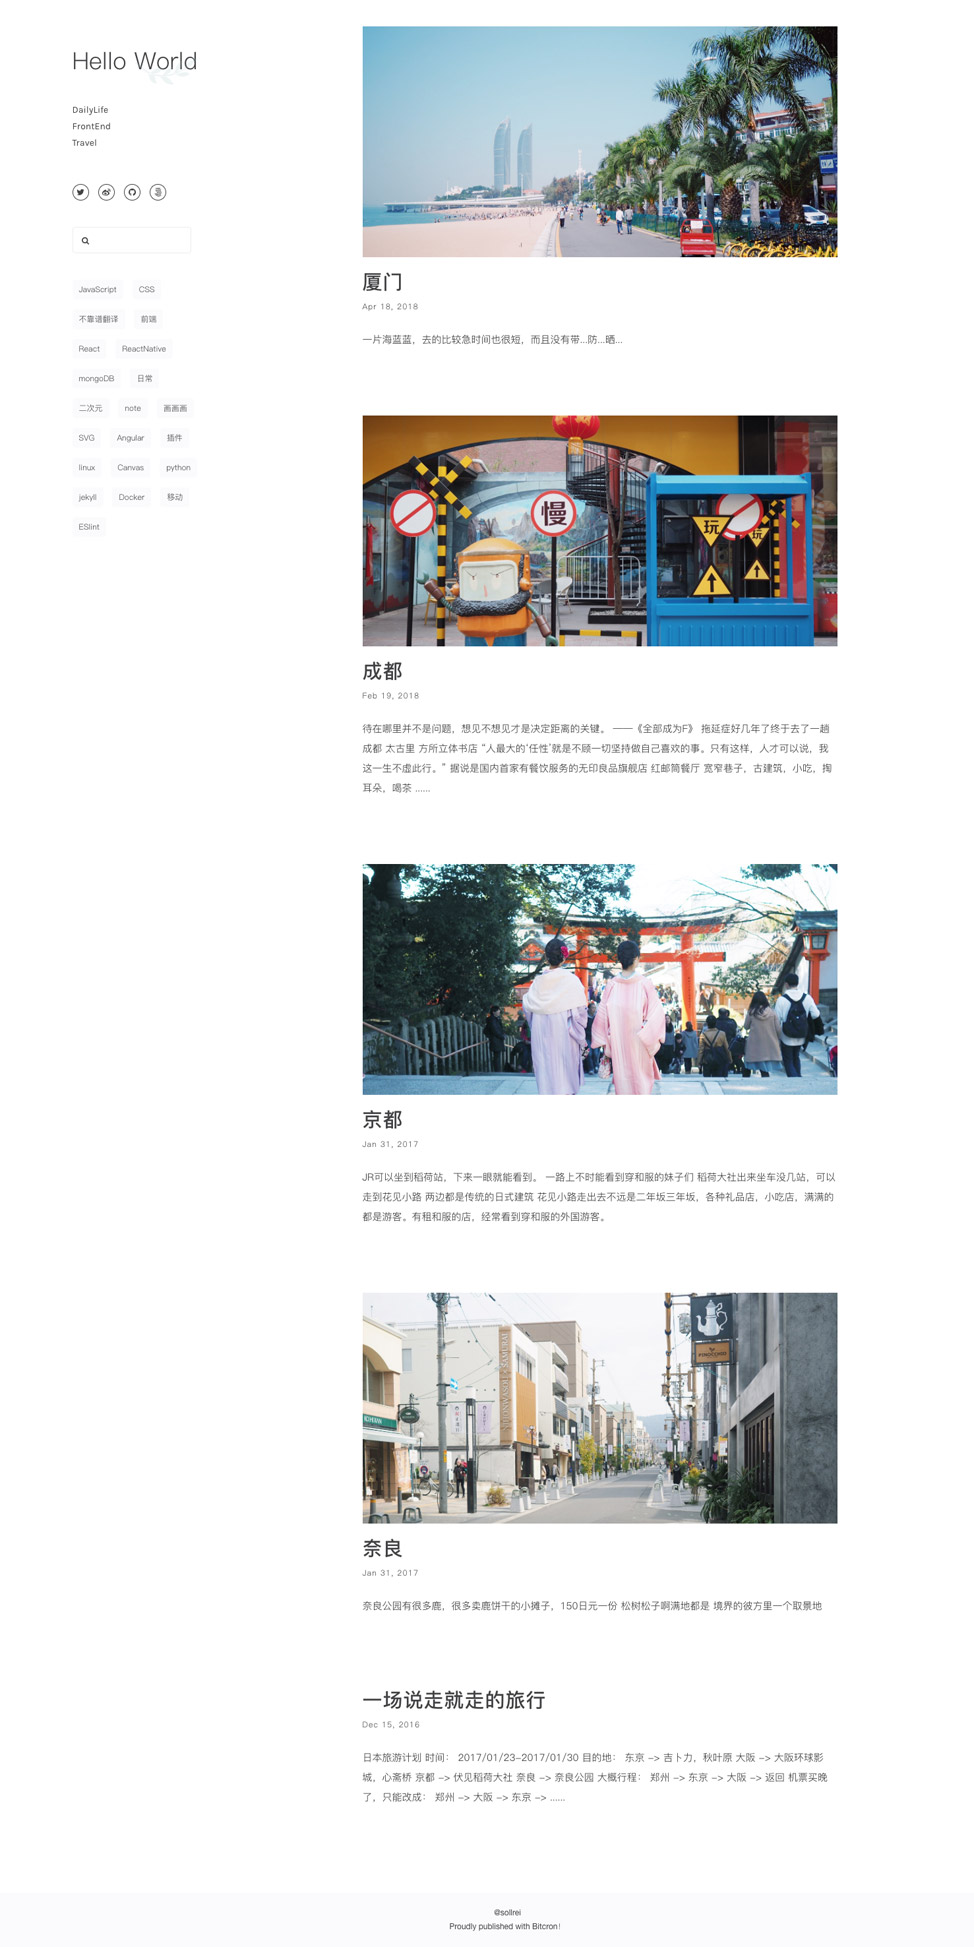 Hello World
DailyLife
FrontEnd
Travel
JavaScript CSS
不靠谱翻译 前端
React ReactNative
mongoDB 日常
二次元 note 画画画
SVG Angular 插件
linux Canvas python
jekyll Docker 移动
ESlint
厦门
Apr 18, 2018
一片海蓝蓝，去的比较急时间也很短，而且没有带...防...晒...
慢
玩
玩
成都
Feb 19, 2018
待在哪里并不是问题，想见不想见才是决定距离的关键。 ——《全部成为F》 拖延症好几年了终于去了一趟
成都 太古里 方所立体书店 “人最大的‘任性’就是不顾一切坚持做自己喜欢的事。只有这样，人才可以说，我
这一生不虚此行。” 据说是国内首家有餐饮服务的无印良品旗舰店 红邮筒餐厅 宽窄巷子，古建筑，小吃，掏
耳朵，喝茶 ......
京都
Jan 31, 2017
JR可以坐到稻荷站，下来一眼就能看到。 一路上不时能看到穿和服的妹子们 稻荷大社出来坐车没几站，可以
走到花见小路 两边都是传统的日式建筑 花见小路走出去不远是二年坂三年坂，各种礼品店，小吃店，满满的
都是游客。有租和服的店，经常看到穿和服的外国游客。
奈良
Jan 31, 2017
奈良公园有很多鹿，很多卖鹿饼干的小摊子，150日元一份 松树松子啊满地都是 境界的彼方里一个取景地
一场说走就走的旅行
Dec 15, 2016
日本旅游计划 时间： 2017/01/23-2017/01/30 目的地： 东京 -> 吉卜力，秋叶原 大阪 -> 大阪环球影
城，心斋桥 京都 -> 伏见稻荷大社 奈良 -> 奈良公园 大概行程： 郑州 -> 东京 -> 大阪 -> 返回 机票买晚
了，只能改成： 郑州 -> 大阪 -> 东京 -> ......
@sollrei
Proudly published with Bitcron!